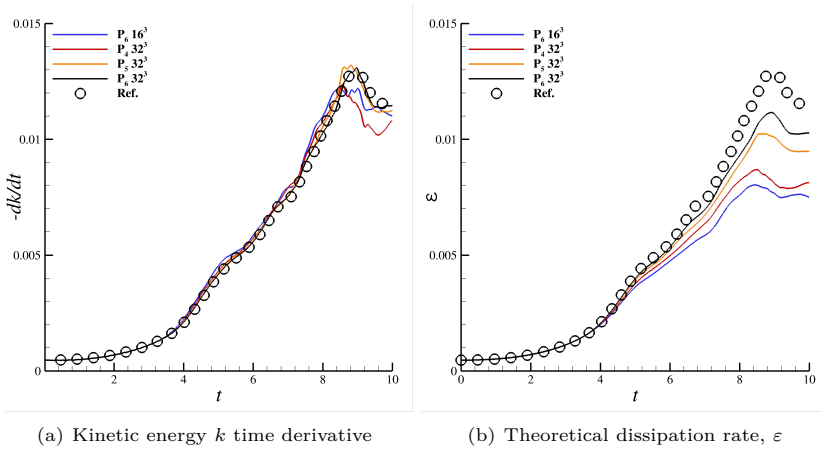 0.015
0.01
0.005
0
2
4
6
8
10
-dk/dt
t
P₆ 16³
P₄ 32³
P₅ 32³
P₆ 32³
Ref.
(a) Kinetic energy k time derivative
0.015
0.01
0.005
0
0
2
4
6
8
10
ε
t
P₆ 16³
P₄ 32³
P₅ 32³
P₆ 32³
Ref.
(b) Theoretical dissipation rate, ε